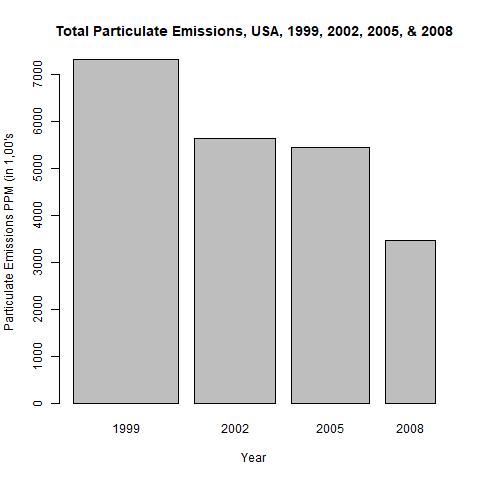 Total Particulate Emissions, USA, 1999, 2002, 2005, & 2008
Particulate Emissions PPM (in 1,00's
7000
6000
5000
4000
3000
2000
1000
0
1999 2002 2005 2008
Year